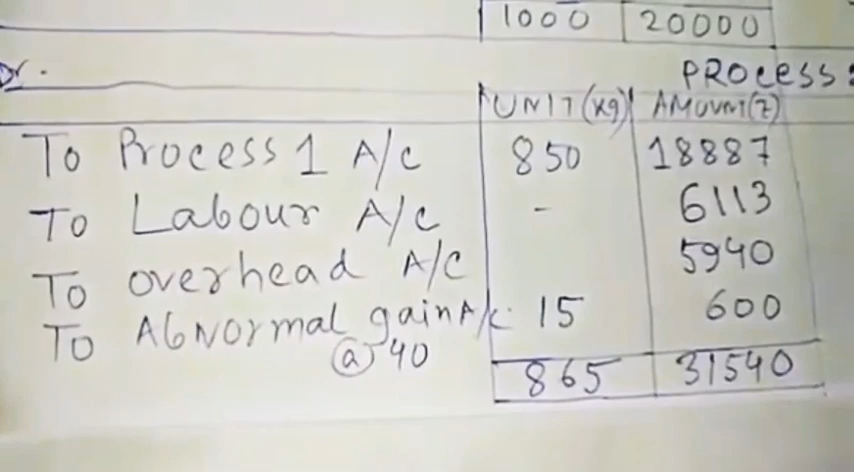 1000 20000
Dr. PROCESS
UNIT(Kg) AMOUNT(₹)
To Process 1 A/C 850 18887
To Labour A/C - 6113
To overhead A/C 5940
To Abnormal gain A/c. 15 600
@ 40
865 31540